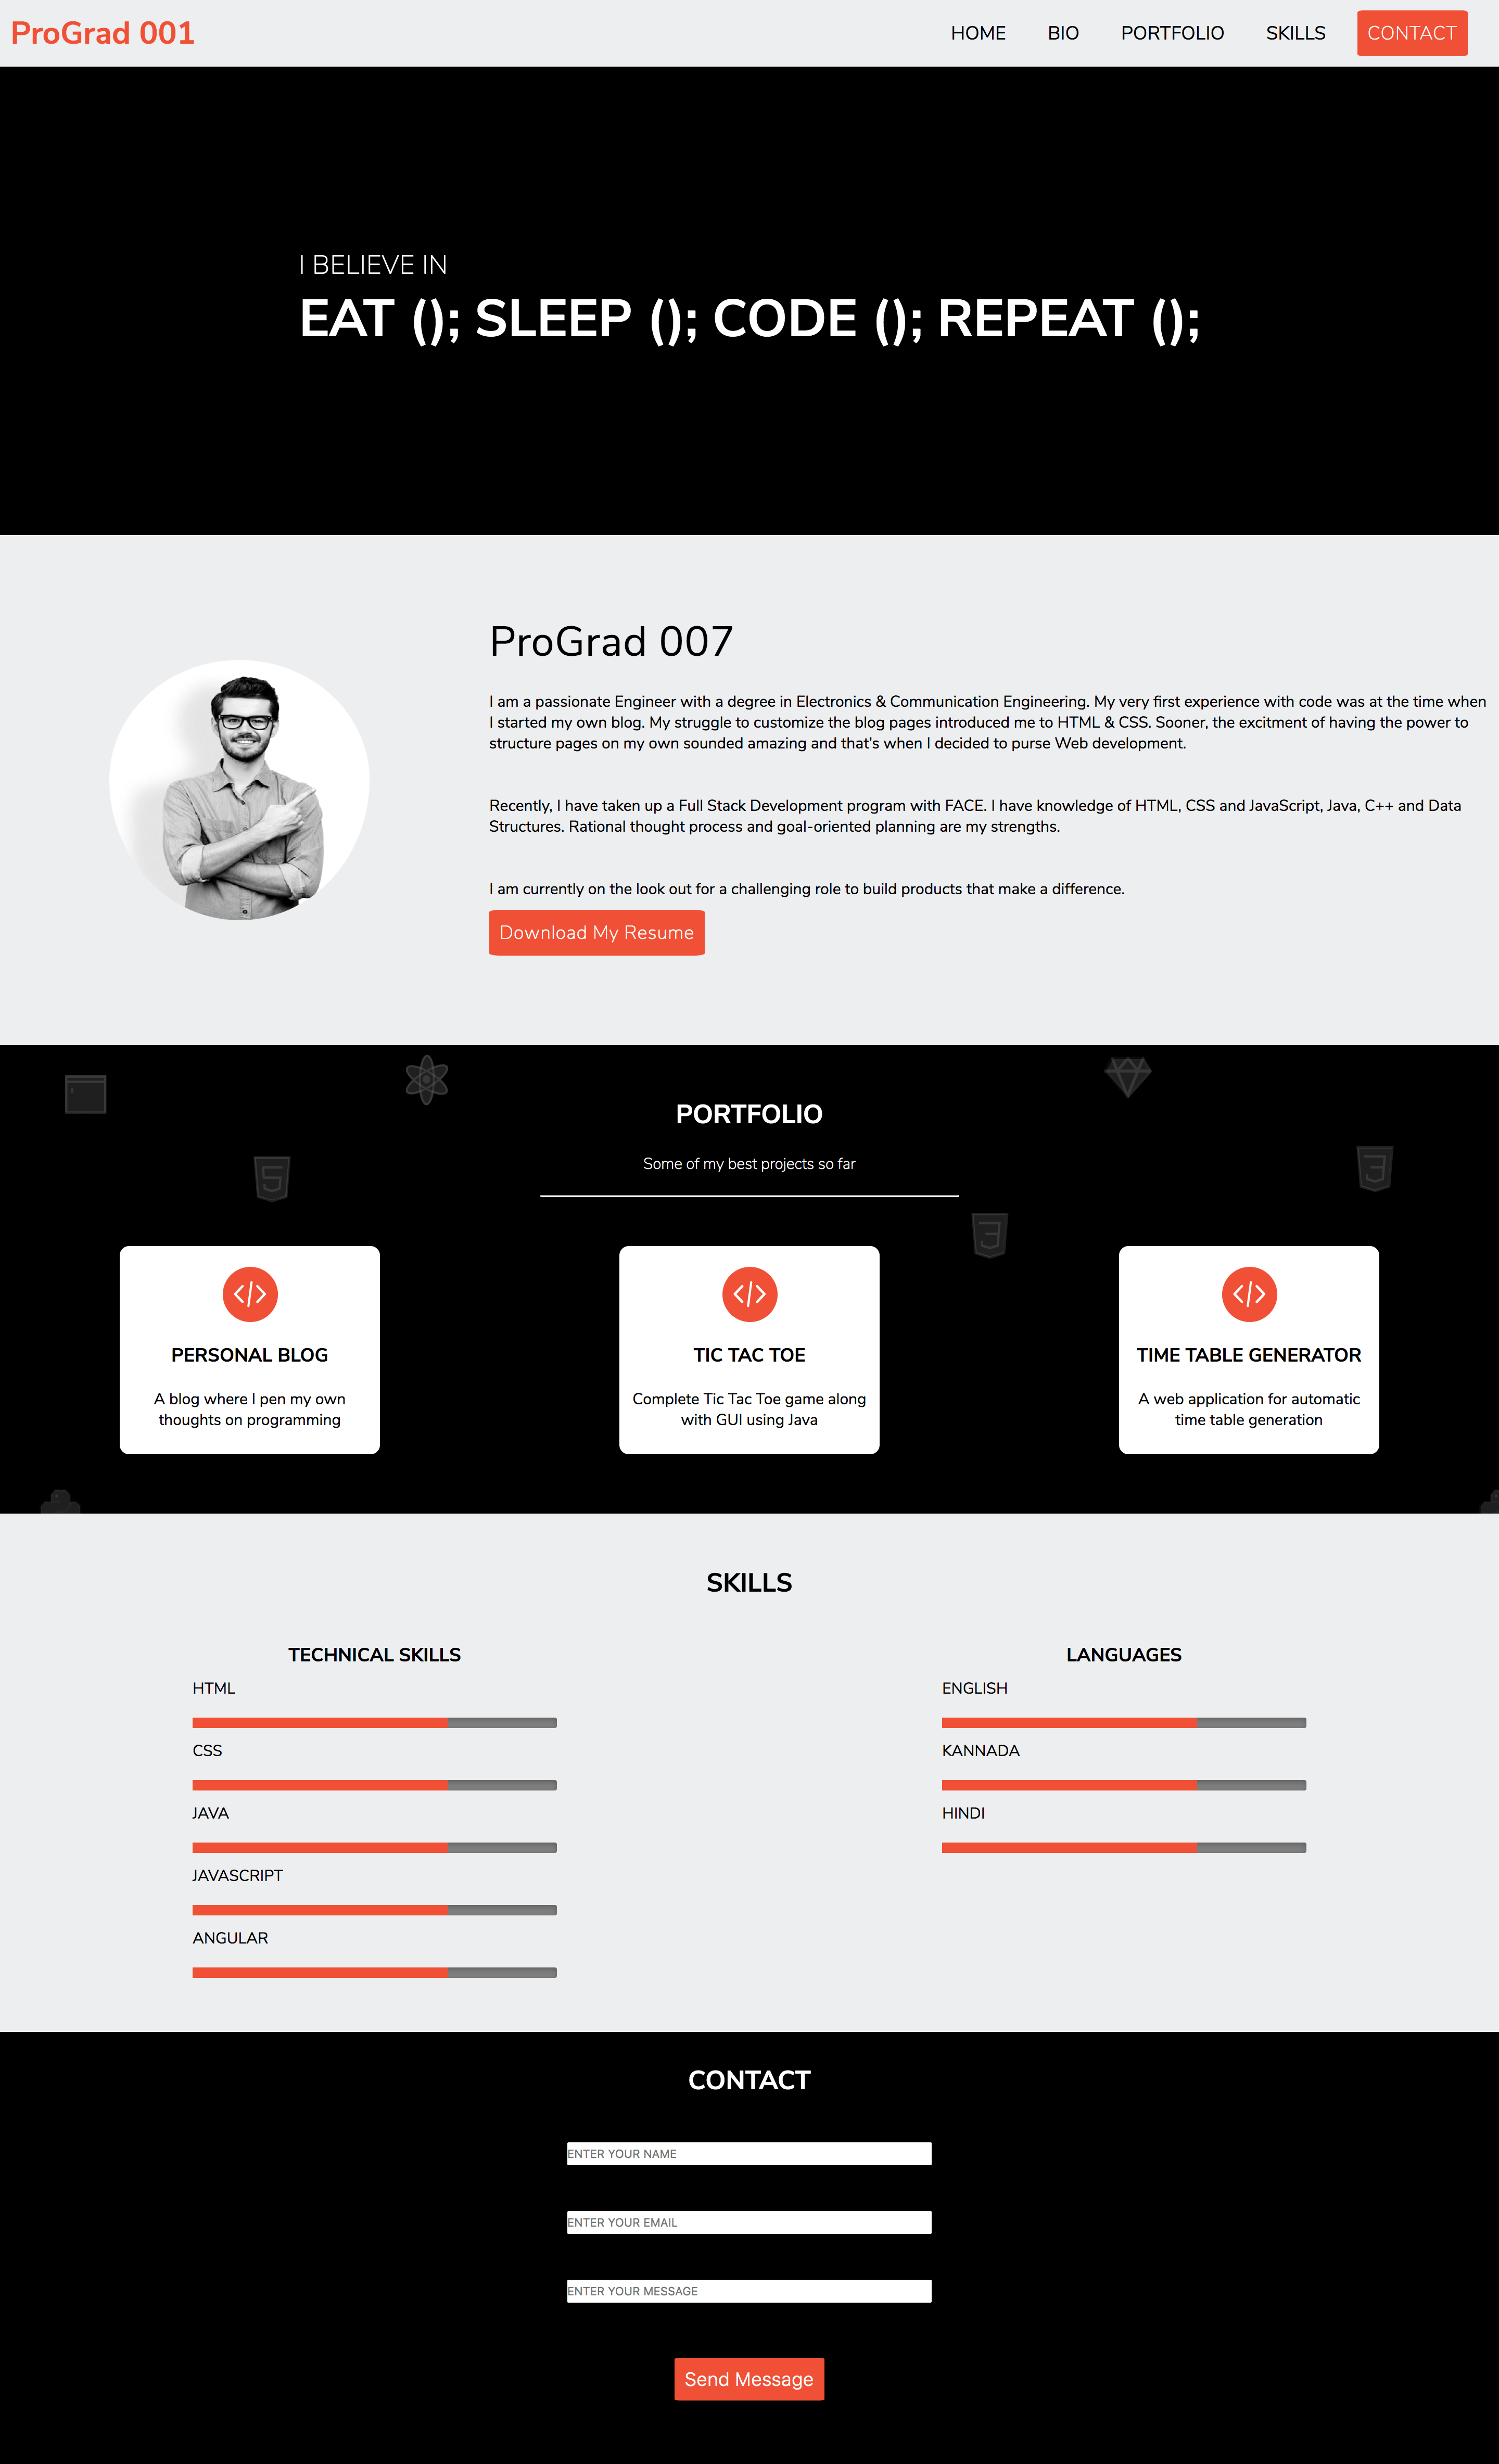 ProGrad 001
HOME BIO PORTFOLIO SKILLS CONTACT
I BELIEVE IN
EAT (); SLEEP (); CODE (); REPEAT ();
ProGrad 007
I am a passionate Engineer with a degree in Electronics & Communication Engineering. My very first experience with code was at the time when
I started my own blog. My struggle to customize the blog pages introduced me to HTML & CSS. Sooner, the excitment of having the power to
structure pages on my own sounded amazing and that's when I decided to purse Web development.
Recently, I have taken up a Full Stack Development program with FACE. I have knowledge of HTML, CSS and JavaScript, Java, C++ and Data
Structures. Rational thought process and goal-oriented planning are my strengths.
I am currently on the look out for a challenging role to build products that make a difference.
Download My Resume
PORTFOLIO
Some of my best projects so far
PERSONAL BLOG
A blog where I pen my own
thoughts on programming
TIC TAC TOE
Complete Tic Tac Toe game along
with GUI using Java
TIME TABLE GENERATOR
A web application for automatic
time table generation
SKILLS
TECHNICAL SKILLS
HTML
CSS
JAVA
JAVASCRIPT
ANGULAR
LANGUAGES
ENGLISH
KANNADA
HINDI
CONTACT
ENTER YOUR NAME
ENTER YOUR EMAIL
ENTER YOUR MESSAGE
Send Message